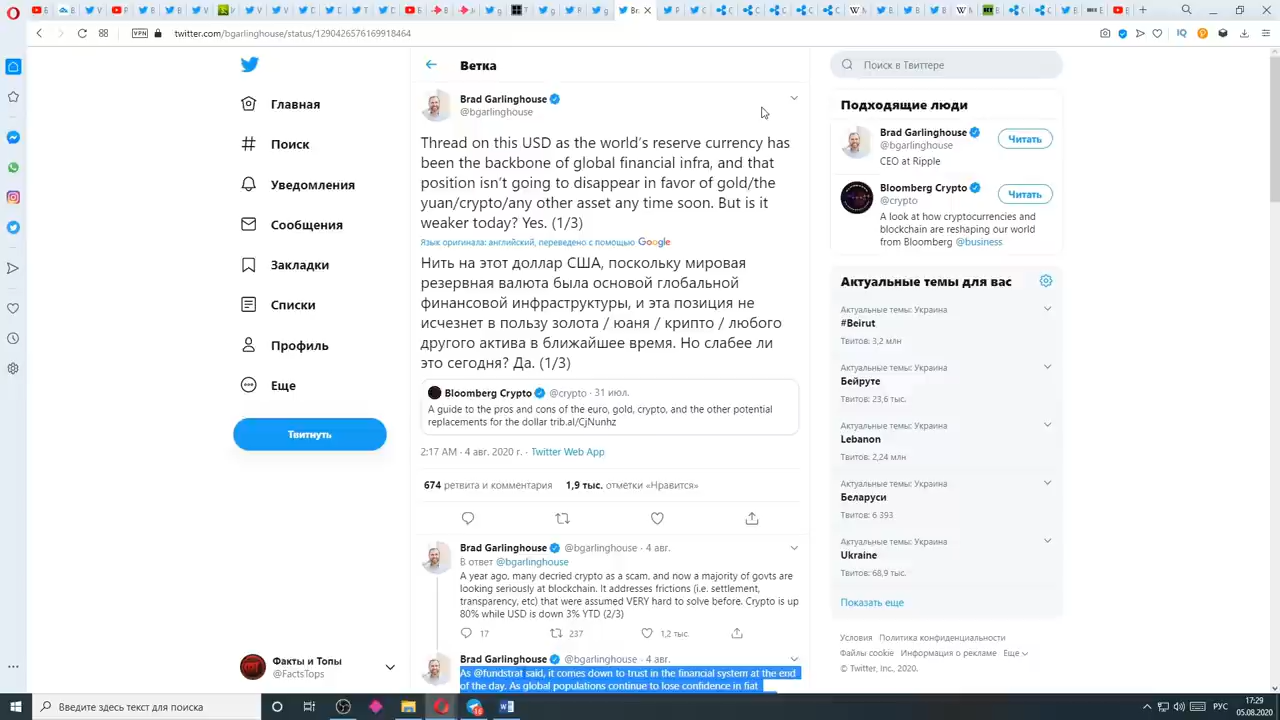 VPN
twitter.com/bgarlinghouse/status/1290426576169918464
Главная
Поиск
Уведомления
Сообщения
Закладки
Списки
Профиль
Еще
Твитнуть
Факты и Топы
@FactsTops
Ветка
Brad Garlinghouse
@bgarlinghouse
Thread on this USD as the world's reserve currency has
been the backbone of global financial infra, and that
position isn't going to disappear in favor of gold/the
yuan/crypto/any other asset any time soon. But is it
weaker today? Yes. (1/3)
Язык оригинала: английский, переведено с помощью Google
Нить на этот доллар США, поскольку мировая
резервная валюта была основой глобальной
финансовой инфраструктуры, и эта позиция не
исчезнет в пользу золота / юаня / крипто / любого
другого актива в ближайшее время. Но слабее ли
это сегодня? Да. (1/3)
Bloomberg Crypto @crypto · 31 июл.
A guide to the pros and cons of the euro, gold, crypto, and the other potential
replacements for the dollar trib.al/CjNunhz
2:17 AM · 4 авг. 2020 г. · Twitter Web App
674 ретвита и комментария 1,9 тыс. отметки «Нравится»
Brad Garlinghouse @bgarlinghouse · 4 авг.
В ответ @bgarlinghouse
A year ago, many decried crypto as a scam, and now a majority of govts are
looking seriously at blockchain. It addresses frictions (i.e. settlement,
transparency, etc) that were assumed VERY hard to solve before. Crypto is up
80% while USD is down 3% YTD (2/3)
17 237 1,2 тыс.
Brad Garlinghouse @bgarlinghouse · 4 авг.
As @fundstrat said, it comes down to trust in the financial system at the end
of the day. As global populations continue to lose confidence in fiat
Поиск в Твиттере
Подходящие люди
Brad Garlinghouse
@bgarlinghouse
CEO at Ripple
Читать
Bloomberg Crypto
@crypto
Читать
A look at how cryptocurrencies and
blockchain are reshaping our world
from Bloomberg @business
Актуальные темы для вас
Актуальные темы: Украина
#Beirut
Твитов: 3,2 млн
Актуальные темы: Украина
Бейруте
Твитов: 23,6 тыс.
Актуальные темы: Украина
Lebanon
Твитов: 2,24 млн
Актуальные темы: Украина
Беларуси
Твитов: 6 393
Актуальные темы: Украина
Ukraine
Твитов: 68,9 тыс.
Показать еще
Условия Политика конфиденциальности
Файлы cookie Информация о рекламе Еще
© Twitter, Inc., 2020.
Введите здесь текст для поиска
РУС
17:29
05.08.2020